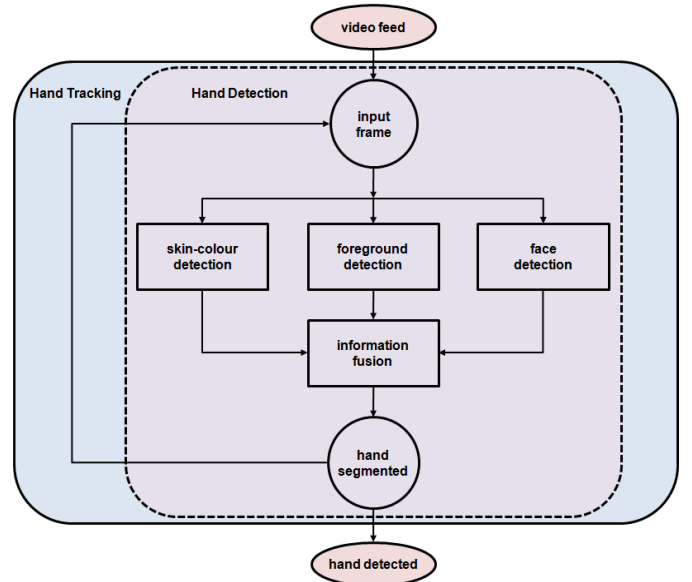 video feed
Hand Tracking
Hand Detection
input
frame
skin-colour
detection
foreground
detection
face
detection
information
fusion
hand
segmented
hand detected